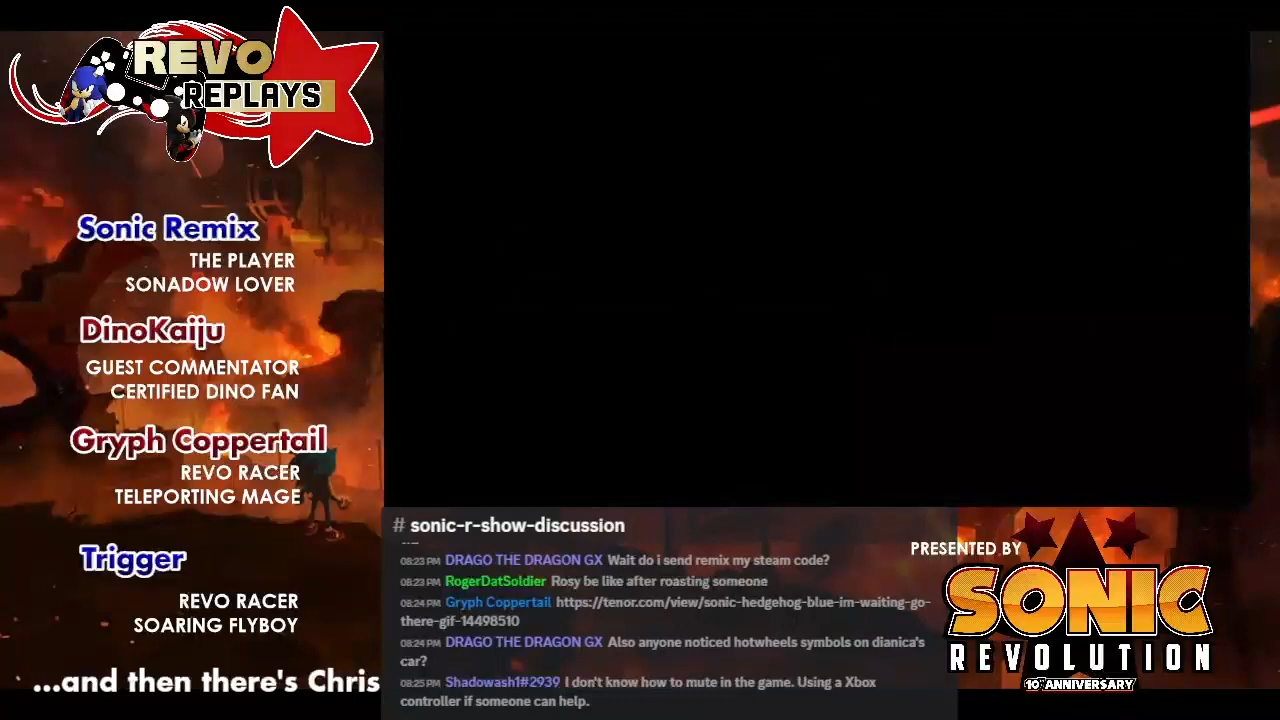 REVO
REPLAYS
Sonic Remix
THE PLAYER
SONADOW LOVER
DinoKaiju
GUEST COMMENTATOR
CERTIFIED DINO FAN
Gryph Coppertail
REVO RACER
TELEPORTING MAGE
Trigger
REVO RACER
SOARING FLYBOY
...and then there's Chris
# sonic-r-show-discussion
08:23 PM DRAGO THE DRAGON GX Wait do i send remix my steam code?
08:23 PM RogerDatSoldier Rosy be like after roasting someone
08:24 PM Gryph Coppertail https://tenor.com/view/sonic-hedgehog-blue-im-waiting-go-
there-gif-14498510
08:24 PM DRAGO THE DRAGON GX Also anyone noticed hotwheels symbols on dianica's
car?
08:25 PM Shadowash1#2939 I don't know how to mute in the game. Using a Xbox
controller if someone can help.
PRESENTED BY
SONIC
REVOLUTION
10TH ANNIVERSARY